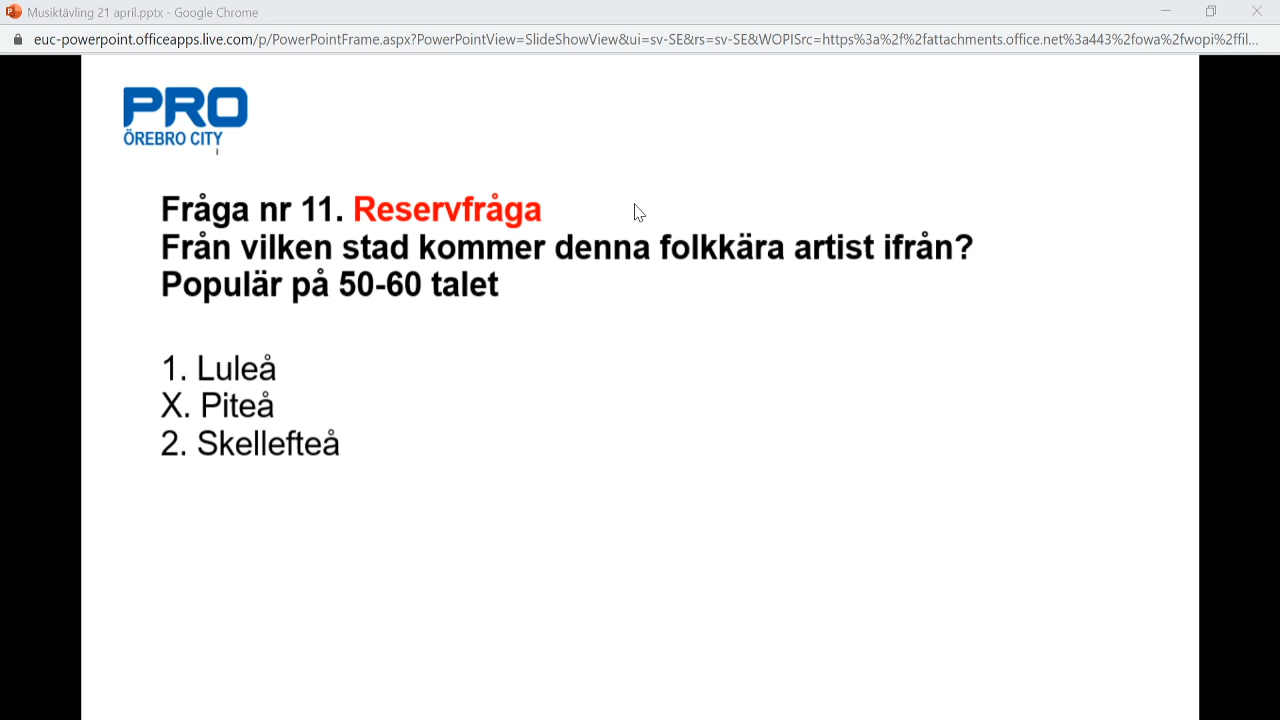 Musiktävling 21 april.pptx - Google Chrome
euc-powerpoint.officeapps.live.com/p/PowerPointFrame.aspx?PowerPointView=SlideShowView&ui=sv-SE&rs=sv-SE&WOPISrc=https%3a%2f%2fattachments.office.net%3a443%2fowa%2fwopi%2ffil...
PRO
ÖREBRO CITY
Fråga nr 11. Reservfråga
Från vilken stad kommer denna folkkära artist ifrån?
Populär på 50-60 talet
1. Luleå
X. Piteå
2. Skellefteå